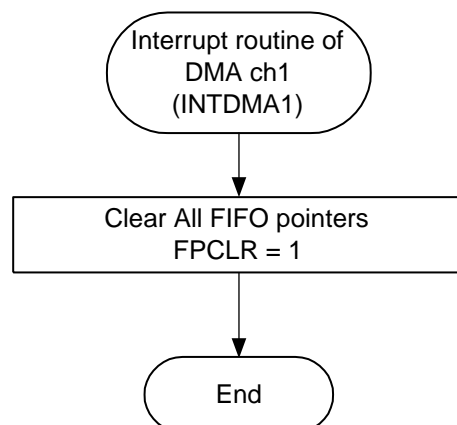 Interrupt routine of
DMA ch1
(INTDMA1)
Clear All FIFO pointers
FPCLR = 1
End